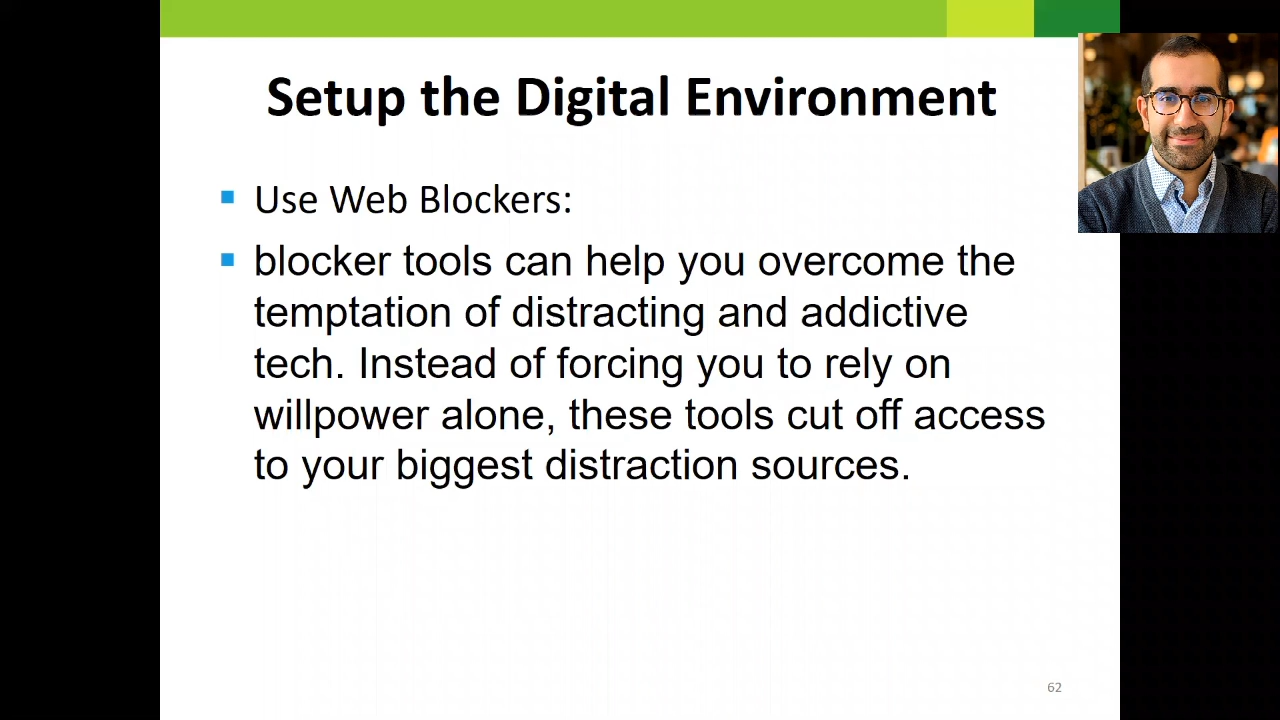 Setup the Digital Environment
Use Web Blockers:
blocker tools can help you overcome the
temptation of distracting and addictive
tech. Instead of forcing you to rely on
willpower alone, these tools cut off access
to your biggest distraction sources.
62